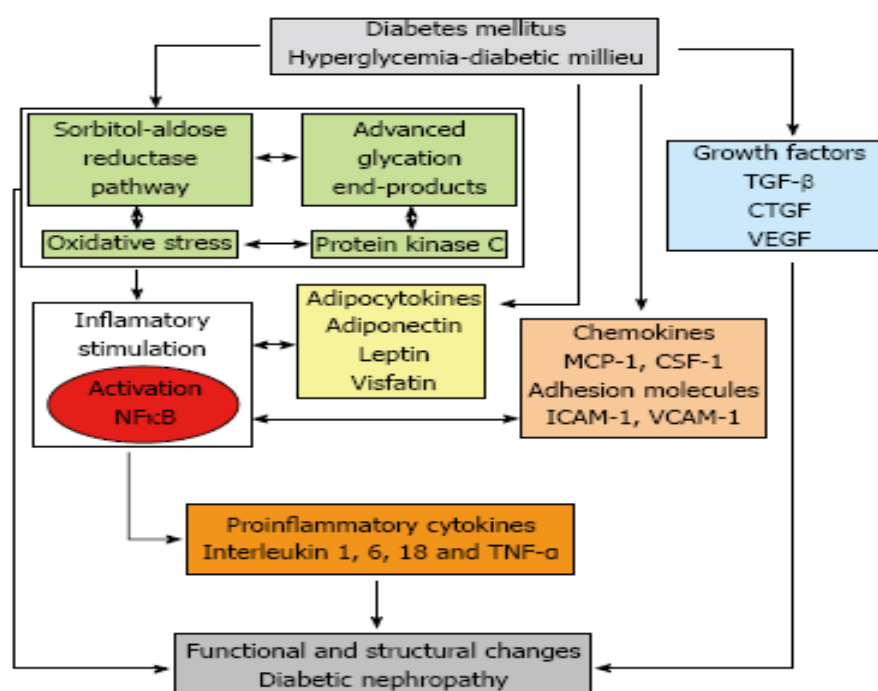 Diabetes mellitus
Hyperglycemia-diabetic millieu
Sorbitol-aldose
reductase
pathway
Advanced
glycation
end-products
Oxidative stress
Protein kinase C
Growth factors
TGF-β
CTGF
VEGF
Inflamatory
stimulation
Activation
NFκB
Adipocytokines
Adiponectin
Leptin
Visfatin
Chemokines
MCP-1, CSF-1
Adhesion molecules
ICAM-1, VCAM-1
Proinflammatory cytokines
Interleukin 1, 6, 18 and TNF-α
Functional and structural changes
Diabetic nephropathy